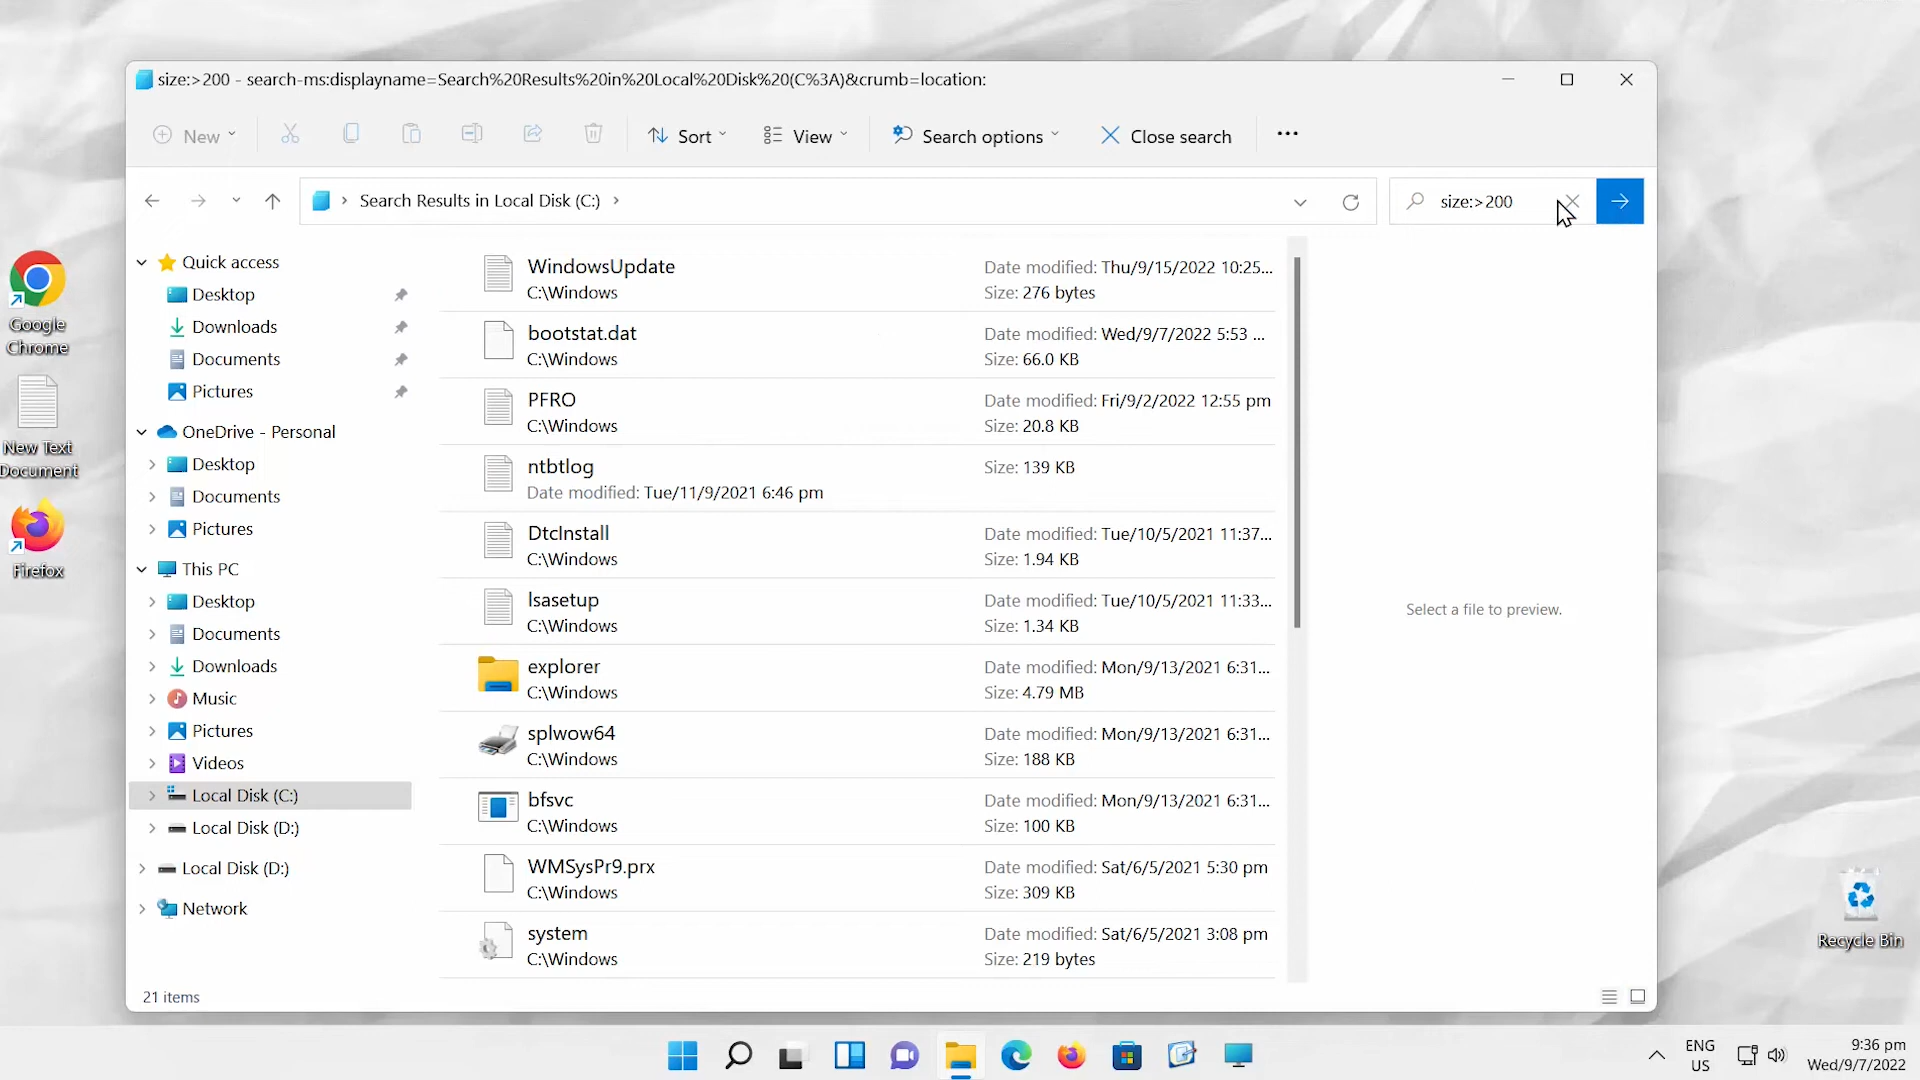 size:>200 - search-ms:displayname=Search%20Results%20in%20Local%20Disk%20(C%3A)&crumb=location:
New
Sort
View
Search options
Close search
Search Results in Local Disk (C:)
size:>200
Quick access
Desktop
Downloads
Documents
Pictures
OneDrive - Personal
Desktop
Documents
Pictures
This PC
Desktop
Documents
Downloads
Music
Pictures
Videos
Local Disk (C:)
Local Disk (D:)
Local Disk (D:)
Network
WindowsUpdate
C:\Windows
Date modified: Thu/9/15/2022 10:25...
Size: 276 bytes
bootstat.dat
C:\Windows
Date modified: Wed/9/7/2022 5:53 ...
Size: 66.0 KB
PFRO
C:\Windows
Date modified: Fri/9/2/2022 12:55 pm
Size: 20.8 KB
ntbtlog
Date modified: Tue/11/9/2021 6:46 pm
Size: 139 KB
DtcInstall
C:\Windows
Date modified: Tue/10/5/2021 11:37...
Size: 1.94 KB
lsasetup
C:\Windows
Date modified: Tue/10/5/2021 11:33...
Size: 1.34 KB
explorer
C:\Windows
Date modified: Mon/9/13/2021 6:31...
Size: 4.79 MB
splwow64
C:\Windows
Date modified: Mon/9/13/2021 6:31...
Size: 188 KB
bfsvc
C:\Windows
Date modified: Mon/9/13/2021 6:31...
Size: 100 KB
WMSysPr9.prx
C:\Windows
Date modified: Sat/6/5/2021 5:30 pm
Size: 309 KB
system
C:\Windows
Date modified: Sat/6/5/2021 3:08 pm
Size: 219 bytes
Select a file to preview.
21 items
Google
Chrome
New Text
Document
Firefox
Recycle Bin
ENG
US
9:36 pm
Wed/9/7/2022